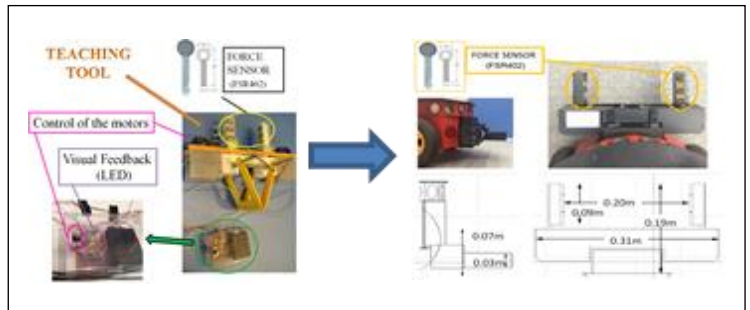 TEACHING
TOOL
FORCE
SENSOR
(FSR462)
Control of the motors
Visual Feedback
(LED)
FORCE SENSOR
(FSR402)
0.20m
0.09m
0.19m
0.31m
0.07m
0.03m